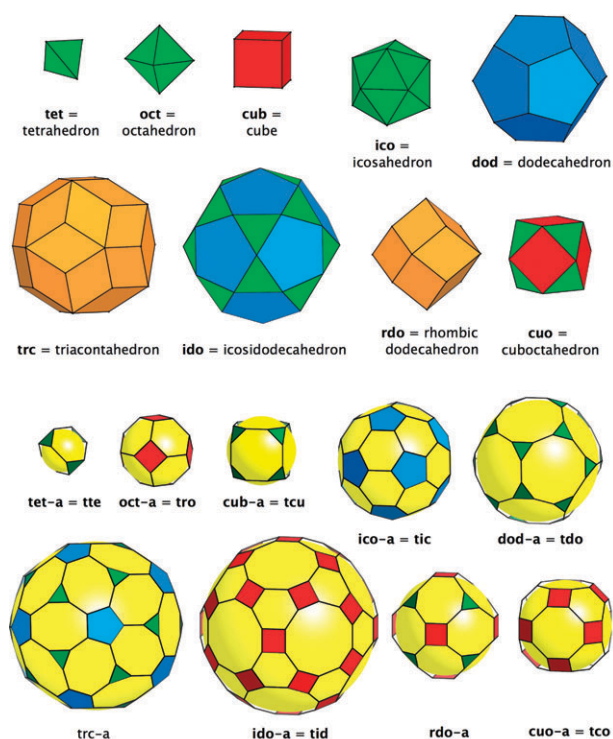 tet =
tetrahedron
oct =
octahedron
cub =
cube
ico =
icosahedron
dod = dodecahedron
trc = triacontahedron
ido = icosidodecahedron
rdo = rhombic
dodecahedron
cuo =
cuboctahedron
tet-a = tte
oct-a = tro
cub-a = tcu
ico-a = tic
dod-a = tdo
trc-a
ido-a = tid
rdo-a
cuo-a = tco